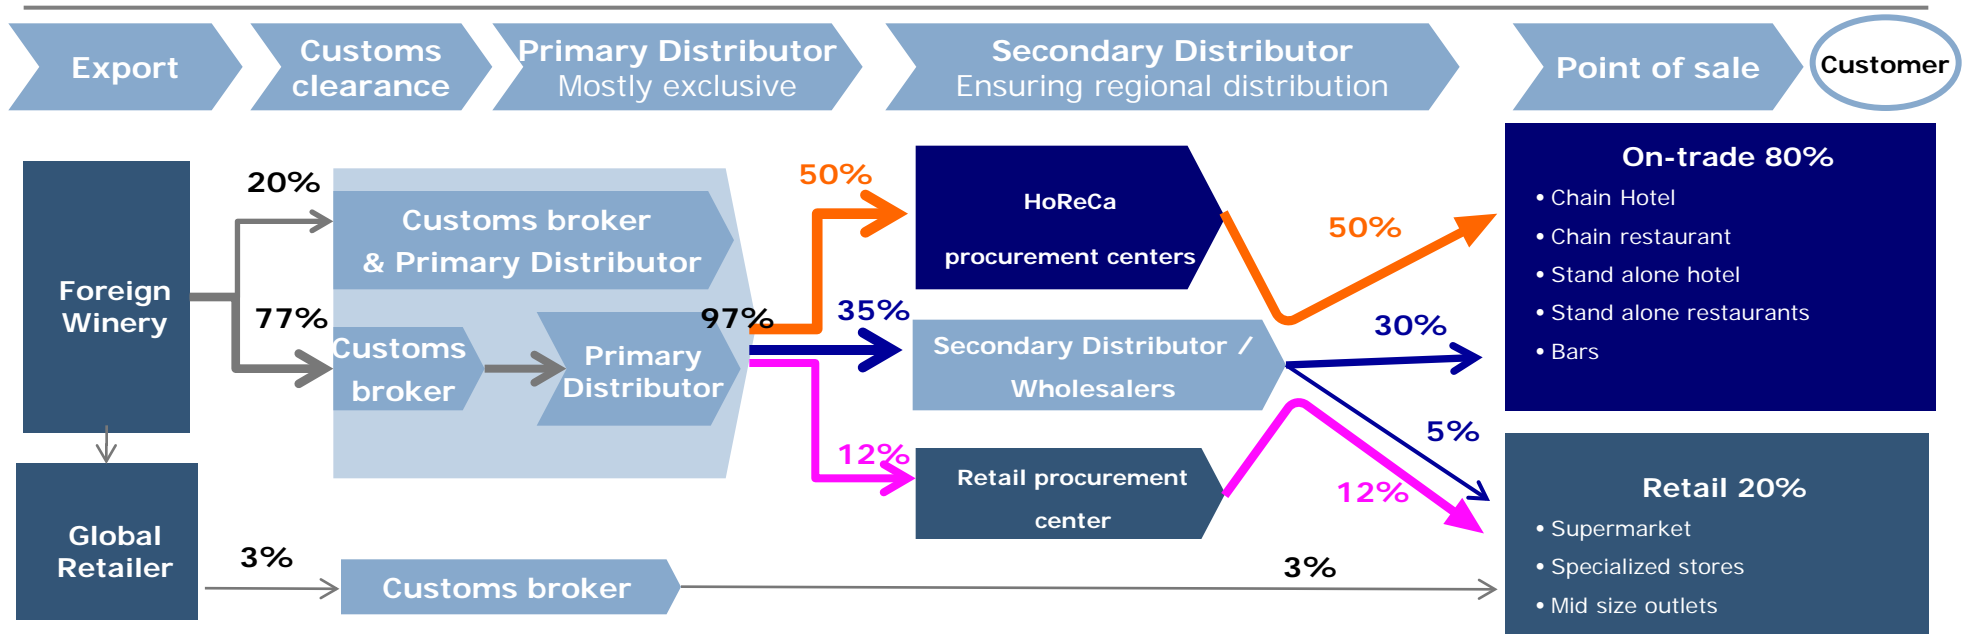 Export
Customs
clearance
Primary Distributor
Mostly exclusive
Secondary Distributor
Ensuring regional distribution
Point of sale
Customer
Foreign
Winery
Global
Retailer
20%
77%
3%
Customs broker
& Primary Distributor
Customs
broker
Primary
Distributor
97%
Customs broker
50%
35%
12%
HoReCa
procurement centers
Secondary Distributor /
Wholesalers
Retail procurement
center
50%
30%
5%
12%
3%
On-trade 80%
• Chain Hotel
• Chain restaurant
• Stand alone hotel
• Stand alone restaurants
• Bars
Retail 20%
• Supermarket
• Specialized stores
• Mid size outlets